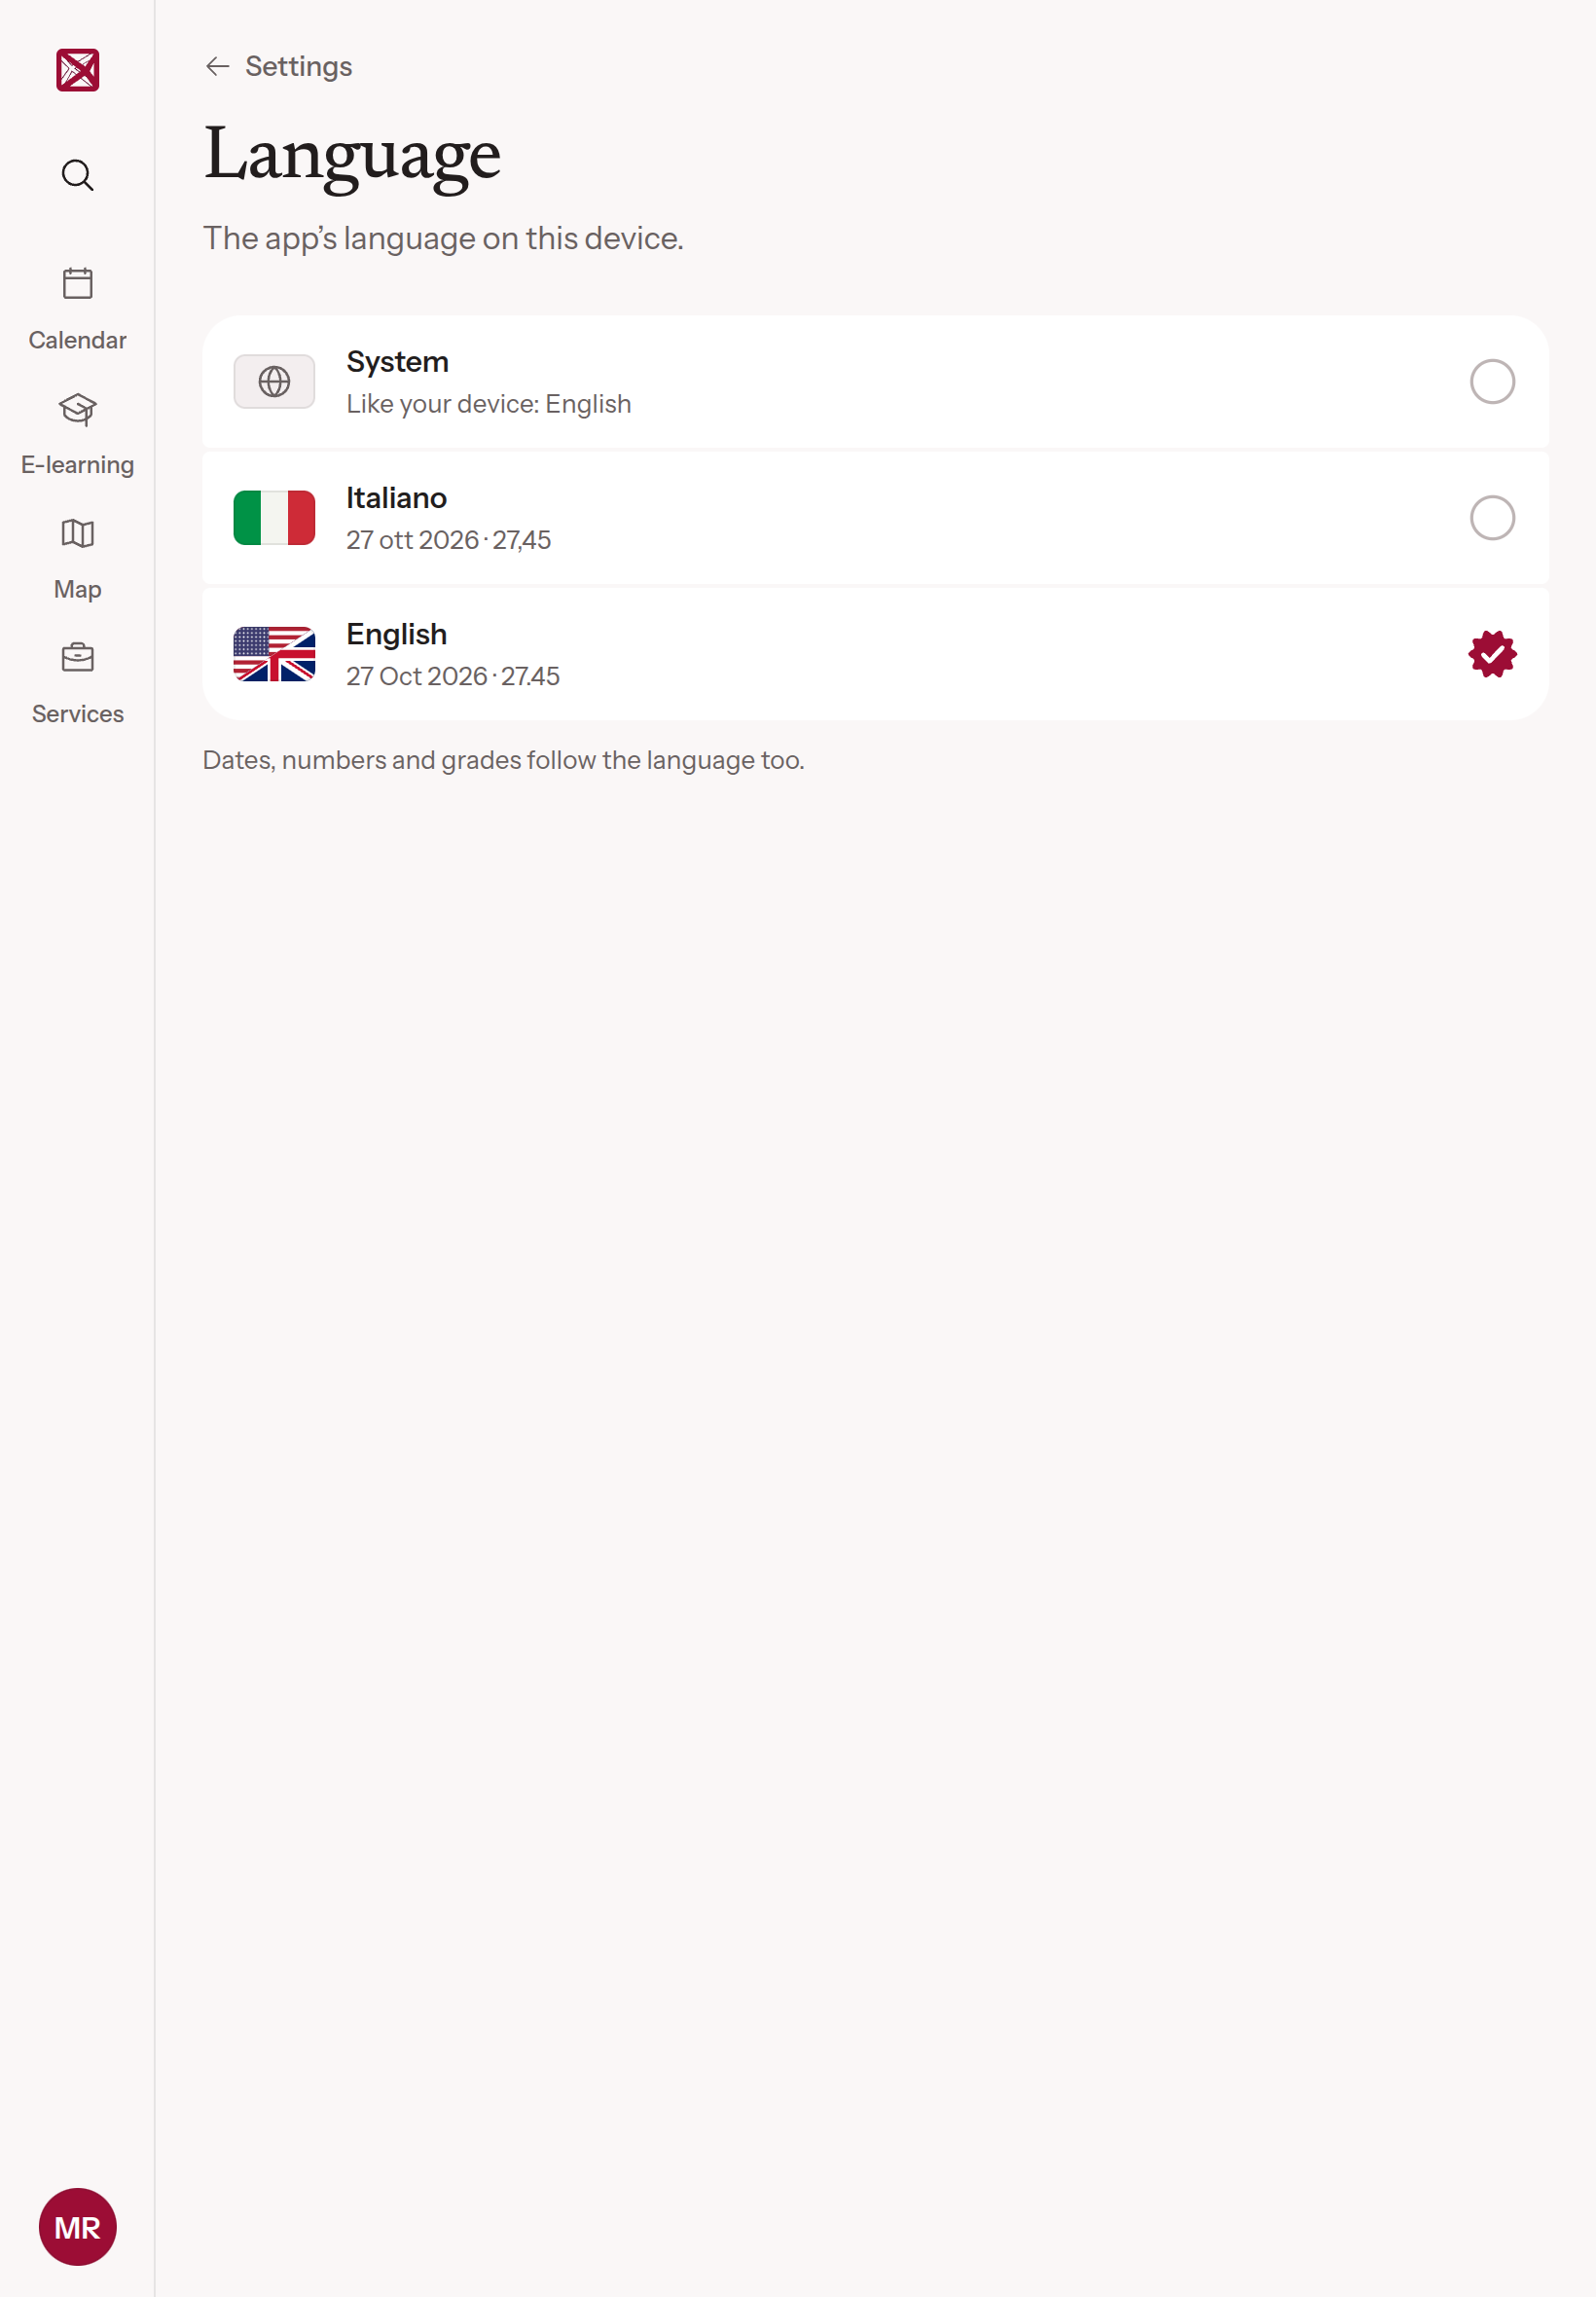 Settings
Language
The app’s language on this device.
Calendar
E-learning
Map
Services
System
Like your device: English
Italiano
27 ott 2026 · 27,45
English
27 Oct 2026 · 27.45
Dates, numbers and grades follow the language too.
MR